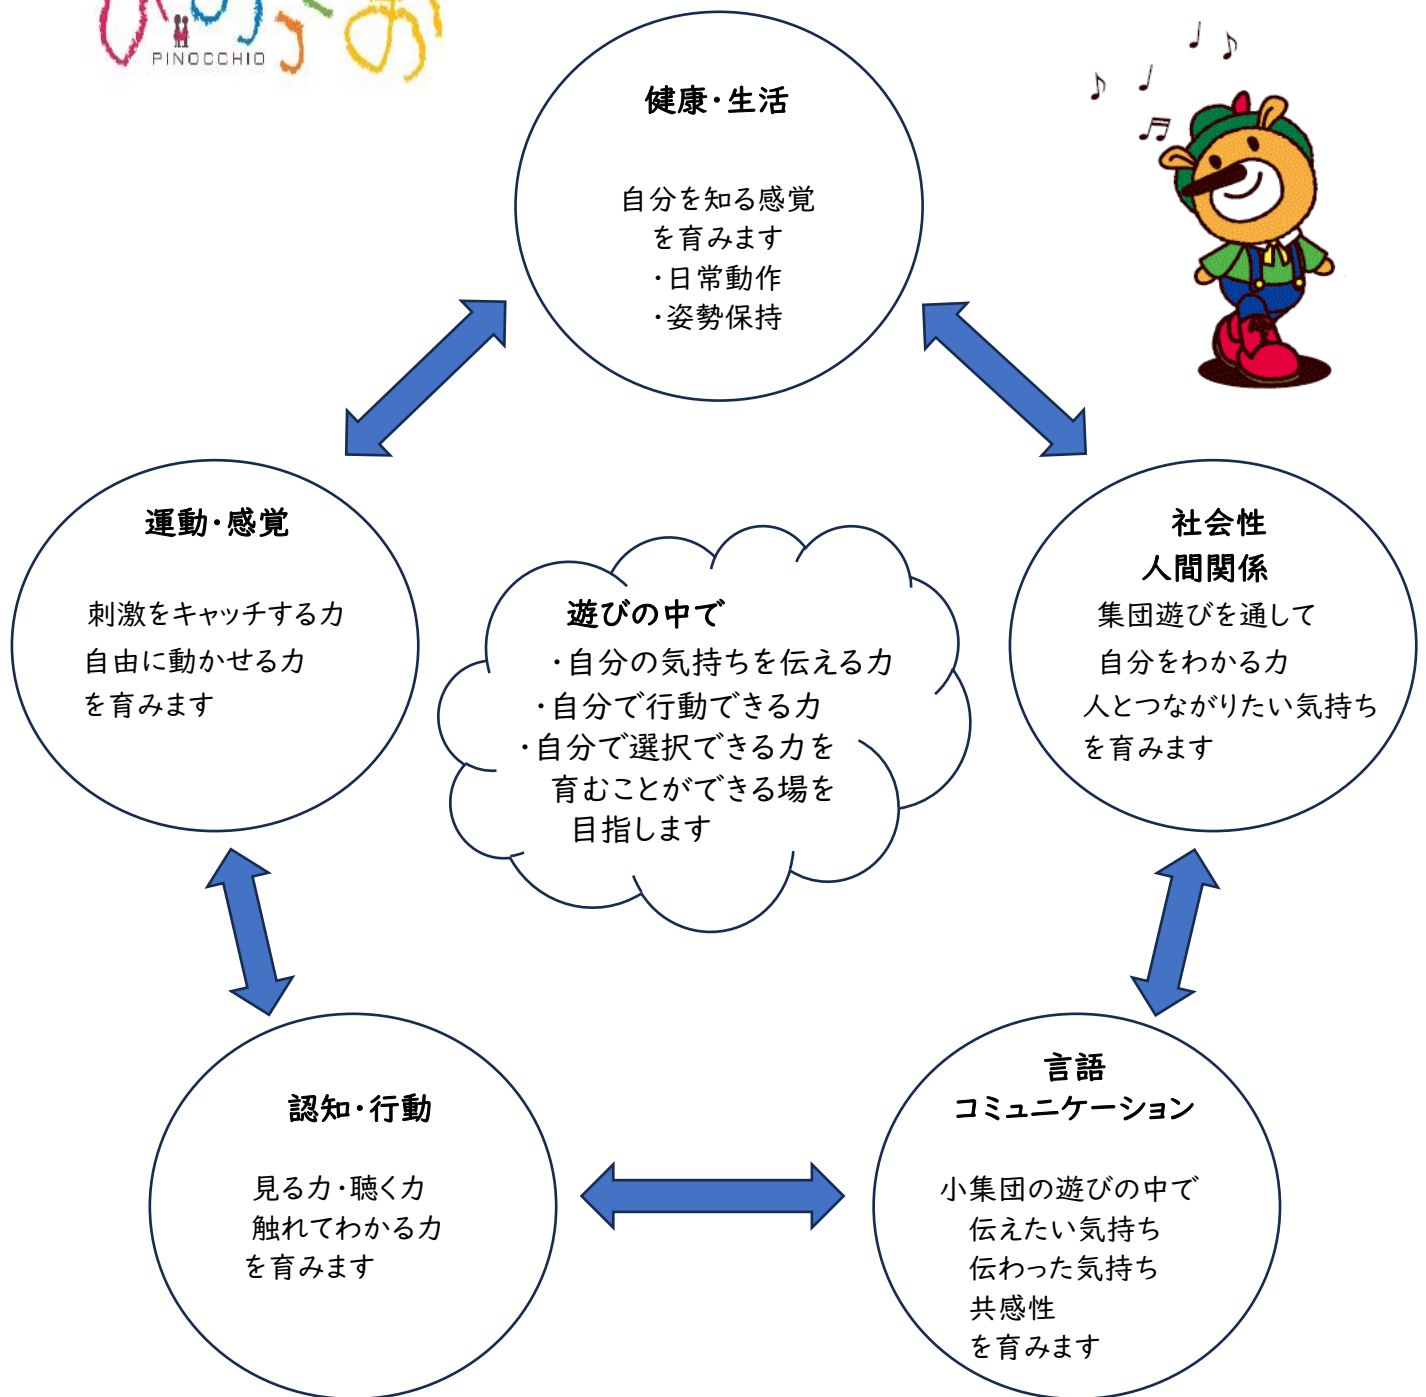 ぴのきお
PINOCCHIO
健康・生活
自分を知る感覚
を育みます
・日常動作
・姿勢保持
運動・感覚
刺激をキャッチする力
自由に動かせる力
を育みます
遊びの中で
・自分の気持ちを伝える力
・自分で行動できる力
・自分で選択できる力を
育むことができる場を
目指します
社会性
人間関係
集団遊びを通して
自分をわかる力
人とつながりたい気持ち
を育みます
認知・行動
見る力・聴く力
触れてわかる力
を育みます
言語
コミュニケーション
小集団の遊びの中で
伝えたい気持ち
伝わった気持ち
共感性
を育みます